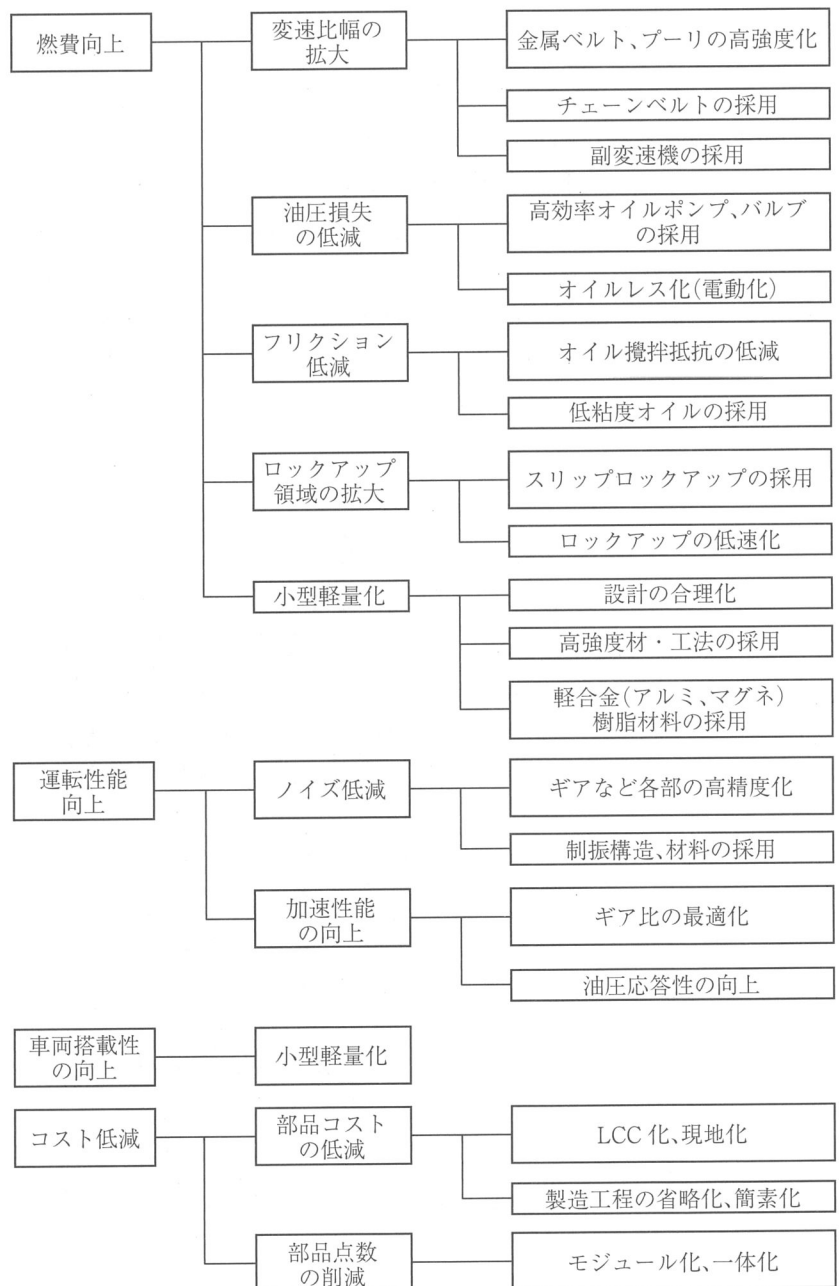 燃費向上
変速比幅の
拡大
金属ベルト、プーリの高強度化
チェーンベルトの採用
副変速機の採用
油圧損失
の低減
高効率オイルポンプ、バルブ
の採用
オイルレス化(電動化)
フリクション
低減
オイル攪拌抵抗の低減
低粘度オイルの採用
ロックアップ
領域の拡大
スリップロックアップの採用
ロックアップの低速化
小型軽量化
設計の合理化
高強度材・工法の採用
軽合金(アルミ、マグネ)
樹脂材料の採用
運転性能
向上
ノイズ低減
ギアなど各部の高精度化
制振構造、材料の採用
加速性能
の向上
ギア比の最適化
油圧応答性の向上
車両搭載性
の向上
小型軽量化
コスト低減
部品コスト
の低減
LCC 化、現地化
製造工程の省略化、簡素化
部品点数
の削減
モジュール化、一体化